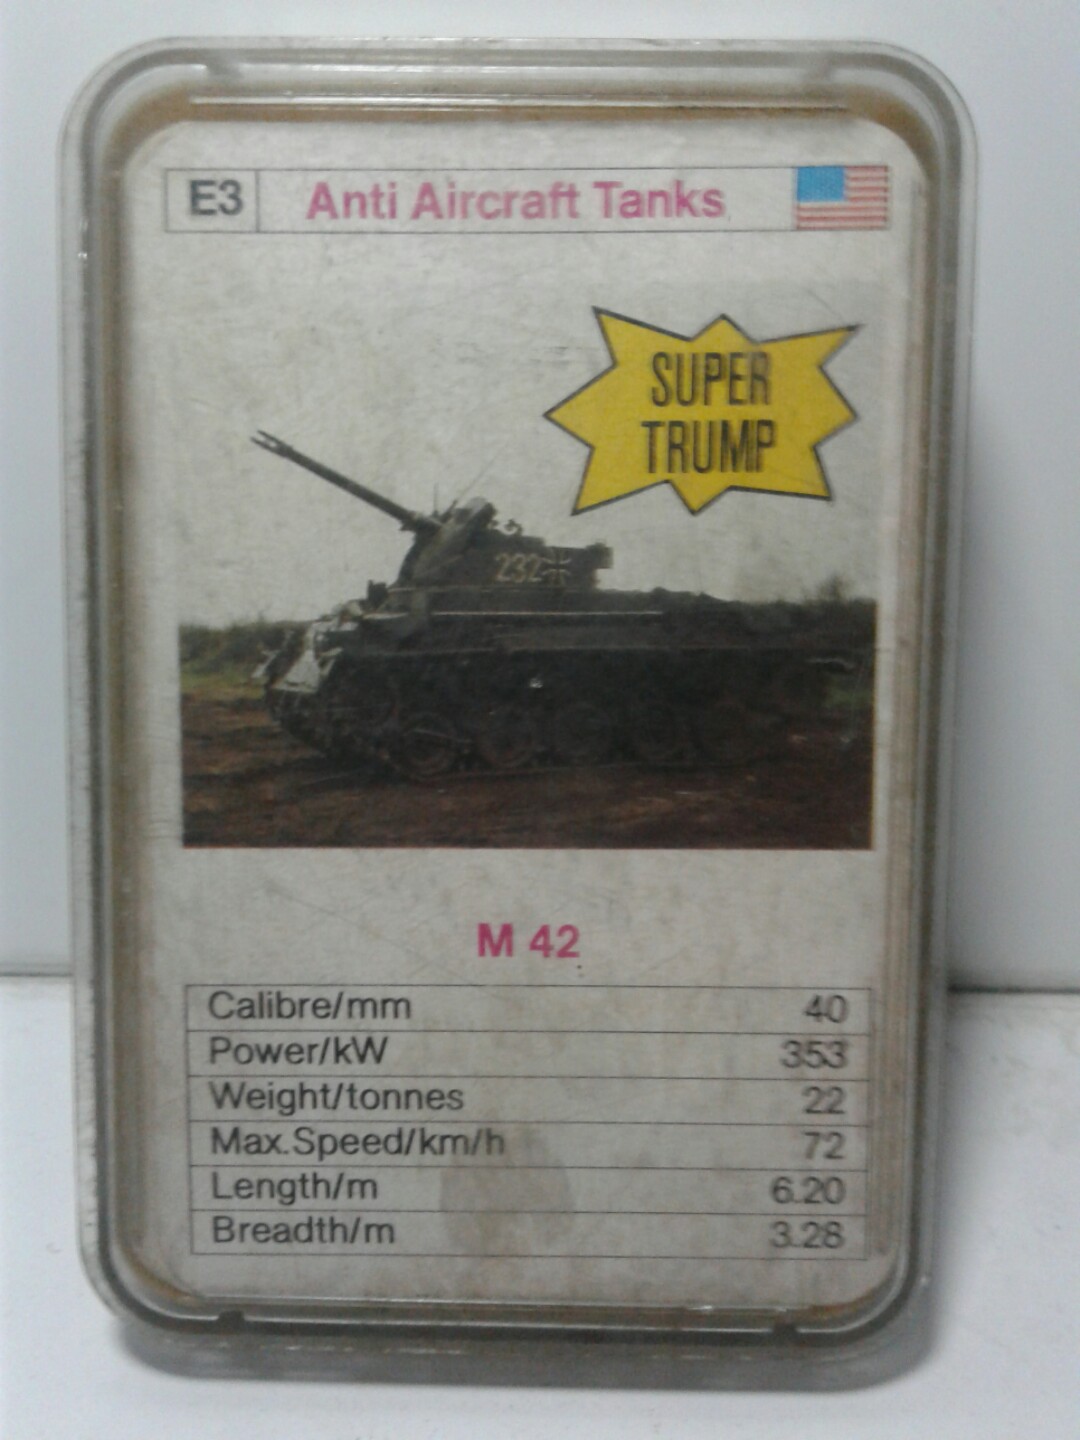 E3 Anti Aircraft Tanks
SUPER
TRUMP
232
M 42
Calibre/mm 40
Power/kW 353
Weight/tonnes 22
Max.Speed/km/h 72
Length/m 6.20
Breadth/m 3.28